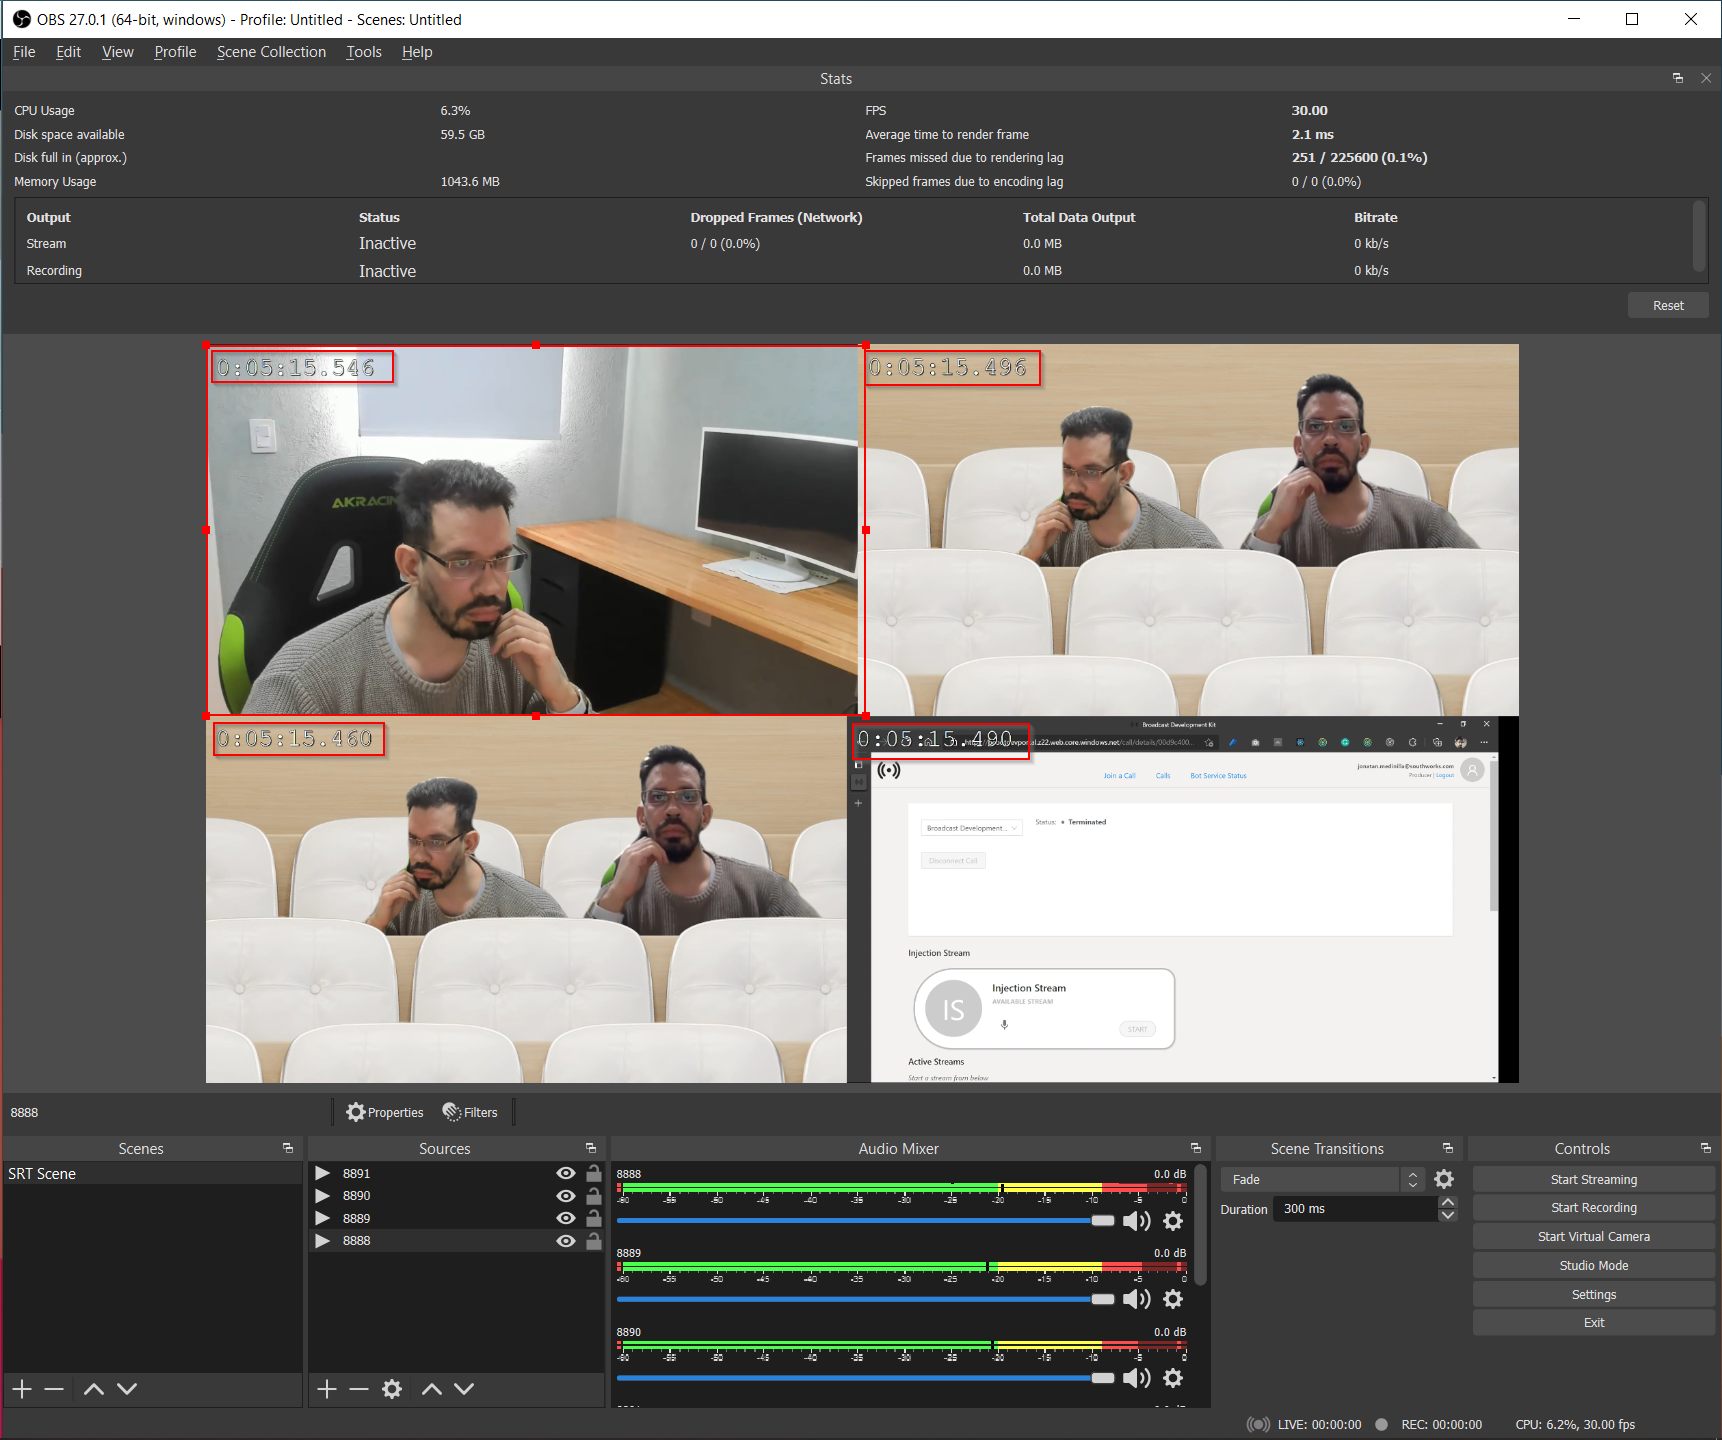 OBS 27.0.1 (64-bit, windows) - Profile: Untitled - Scenes: Untitled
File Edit View Profile Scene Collection Tools Help
Stats
CPU Usage 6.3% FPS 30.00
Disk space available 59.5 GB Average time to render frame 2.1 ms
Disk full in (approx.) Frames missed due to rendering lag 251 / 225600 (0.1%)
Memory Usage 1043.6 MB Skipped frames due to encoding lag 0 / 0 (0.0%)
Output Status Dropped Frames (Network) Total Data Output Bitrate
Stream Inactive 0 / 0 (0.0%) 0.0 MB 0 kb/s
Recording Inactive 0.0 MB 0 kb/s
Reset
0:05:15.546 0:05:15.496
AKRACIN
0:05:15.460 0:05:15.490
Broadcast Development Kit
Join a Call Calls Bot Service Status
jonatan.medinilla@southworks.com
Producer | Logout
Broadcast Development... Status: Terminated
Disconnect Call
Injection Stream
IS Injection Stream
AVAILABLE STREAM
START
Active Streams
Start a stream from below
8888 Properties Filters
Scenes Sources Audio Mixer Scene Transitions Controls
SRT Scene
8891
8890
8889
8888
8888 0.0 dB
-60 -55 -50 -45 -40 -35 -30 -25 -20 -15 -10 -5 0
8889 0.0 dB
-60 -55 -50 -45 -40 -35 -30 -25 -20 -15 -10 -5 0
8890 0.0 dB
-60 -55 -50 -45 -40 -35 -30 -25 -20 -15 -10 -5 0
Fade
Duration 300 ms
Start Streaming
Start Recording
Start Virtual Camera
Studio Mode
Settings
Exit
LIVE: 00:00:00 REC: 00:00:00 CPU: 6.2%, 30.00 fps